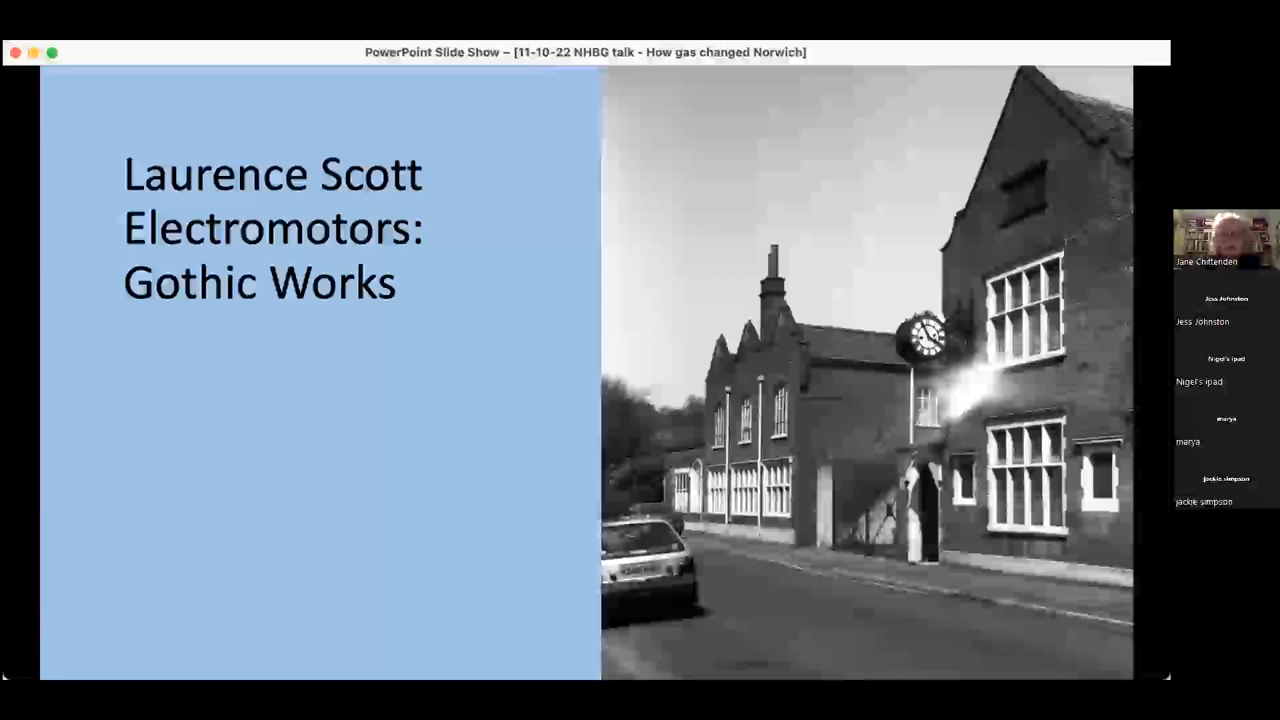 PowerPoint Slide Show – [11-10-22 NHBG talk - How gas changed Norwich]
Laurence Scott
Electromotors:
Gothic Works
Jane Chittenden
Jess Johnston
Jess Johnston
Nigel's ipad
Nigel's ipad
marya
marya
jackie simpson
jackie simpson